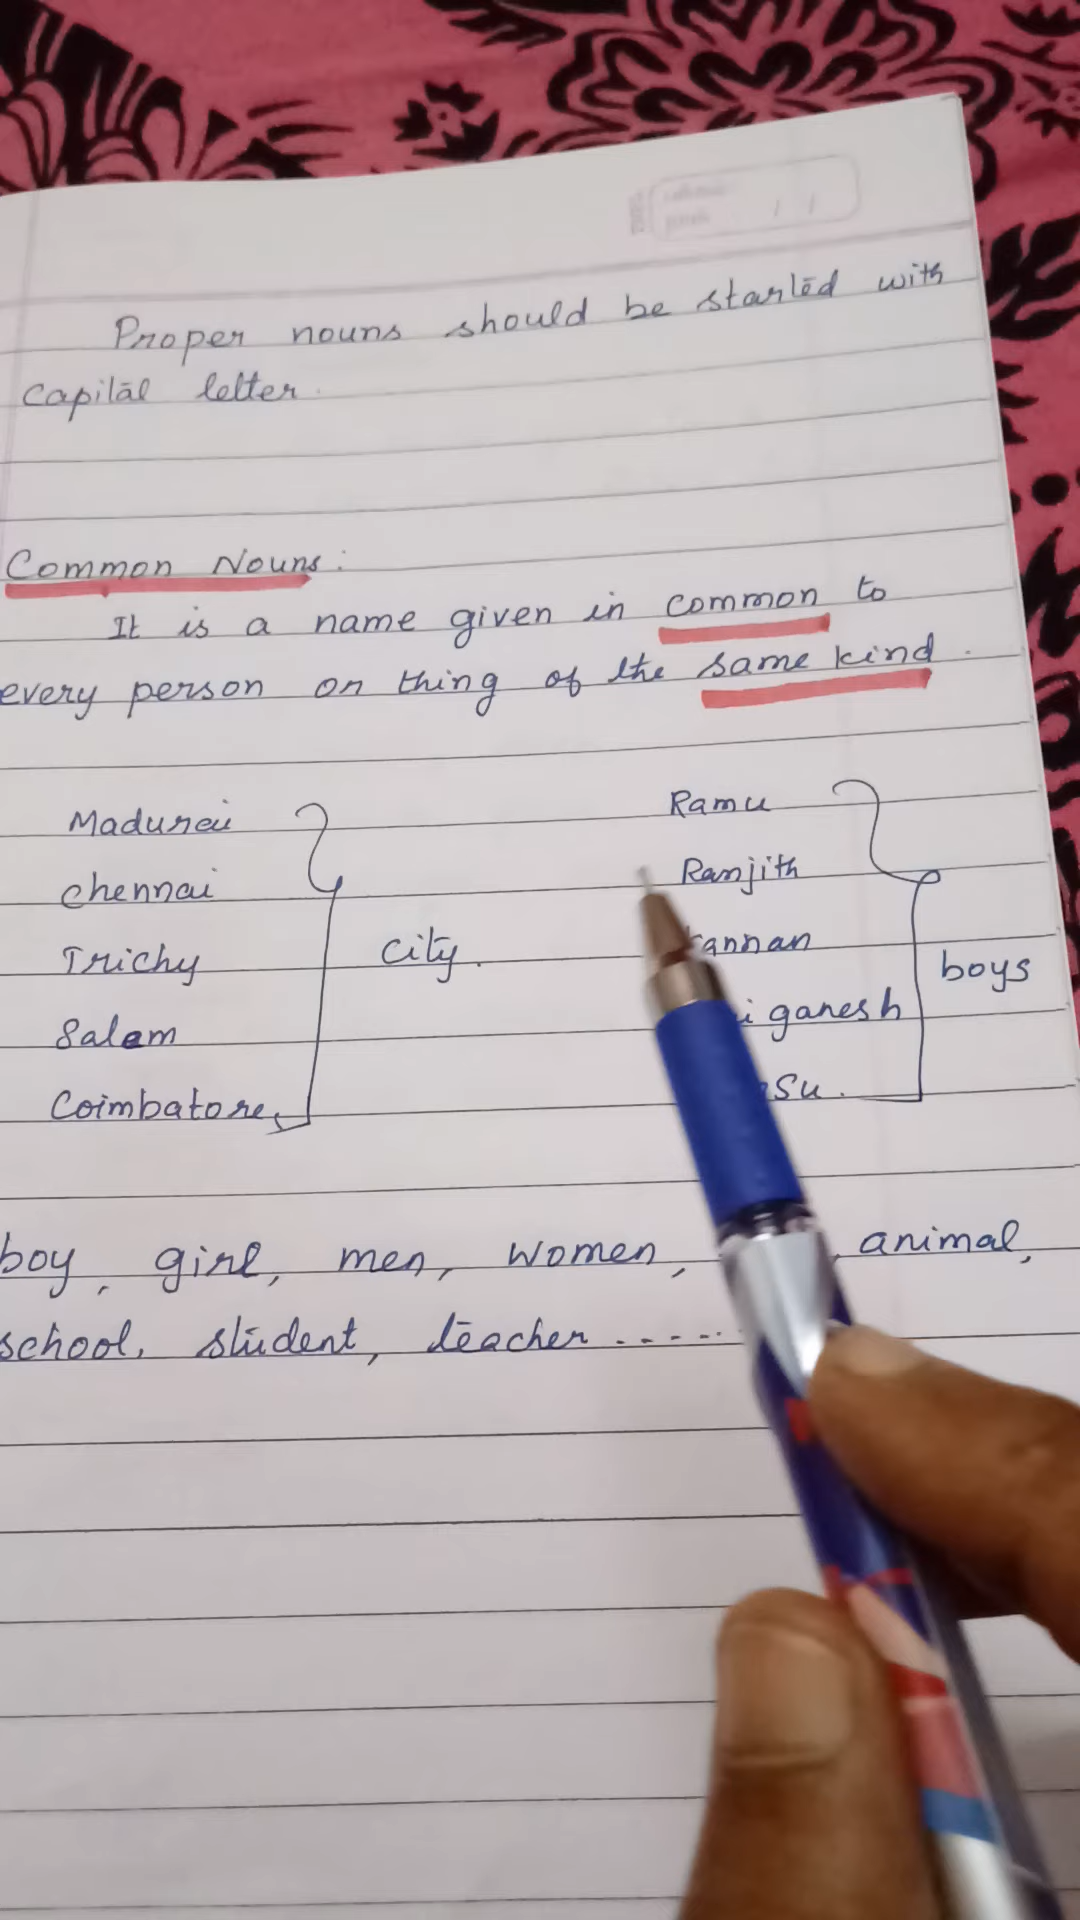 Proper nouns should be started with
capital letter.
Common Nouns:
It is a name given in common to
every person or thing of the same kind.
Madurai
chennai
Trichy
Salem
Coimbatore
city.
Ramu
Ranjith
ganesh
boys
boy, girl, men, women, animal,
school, student, teacher .....